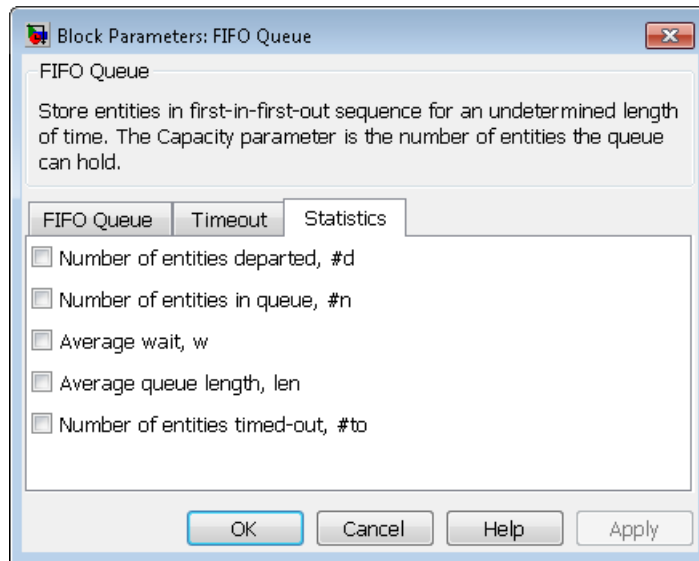 Block Parameters: FIFO Queue
FIFO Queue
Store entities in first-in-first-out sequence for an undetermined length
of time. The Capacity parameter is the number of entities the queue
can hold.
FIFO Queue Timeout Statistics
Number of entities departed, #d
Number of entities in queue, #n
Average wait, w
Average queue length, len
Number of entities timed-out, #to
OK Cancel Help Apply